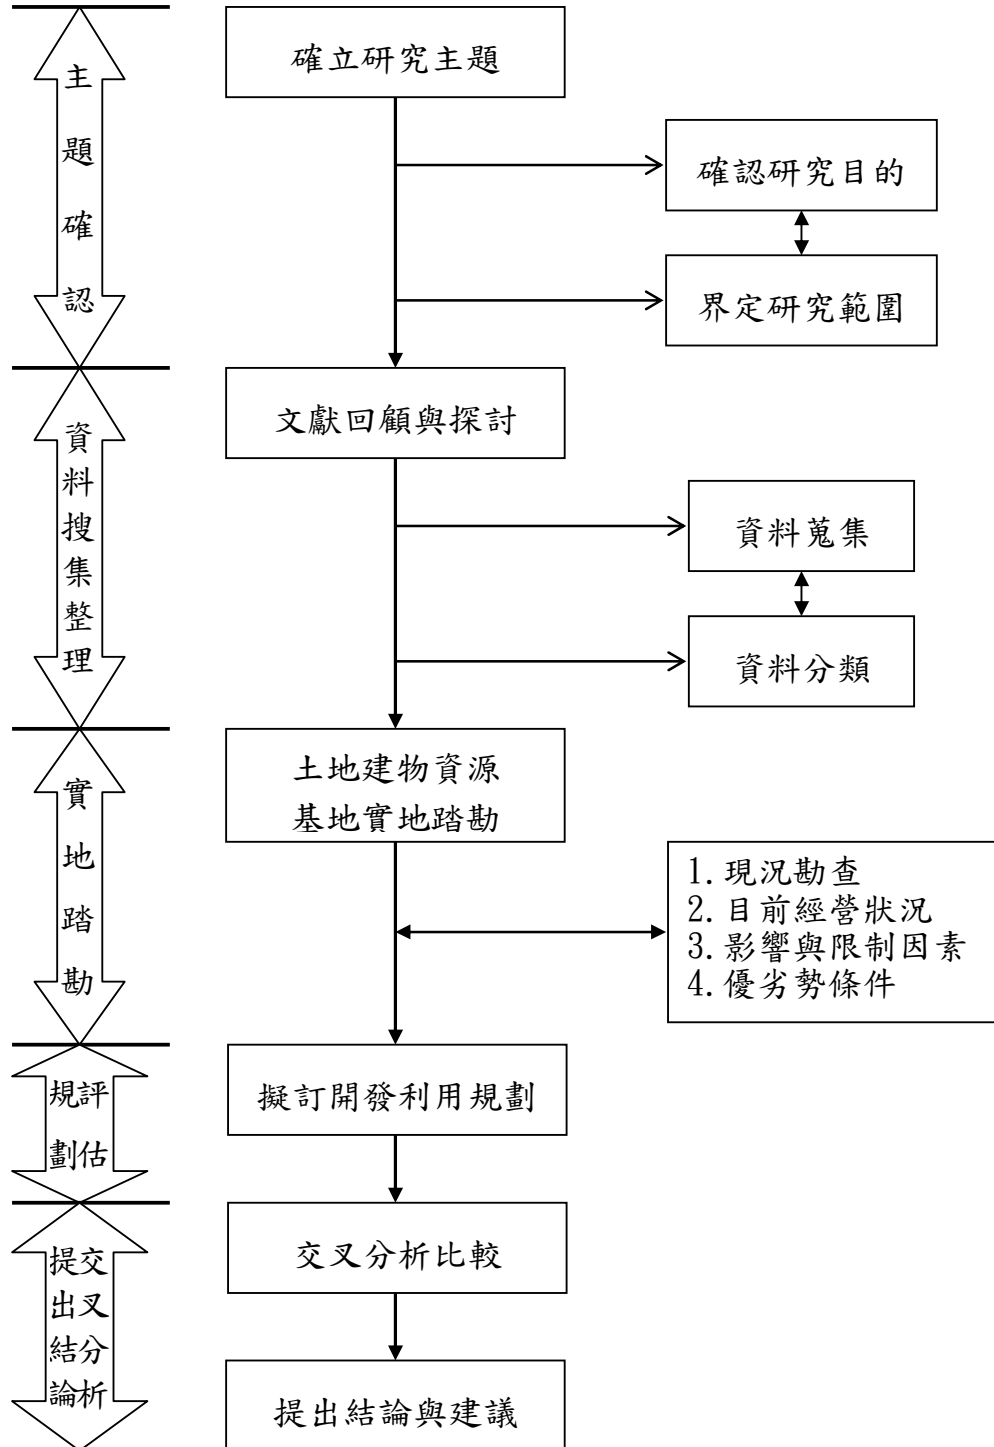 主題確認
確立研究主題
確認研究目的
界定研究範圍
資料搜集整理
文獻回顧與探討
資料蒐集
資料分類
實地踏勘
土地建物資源
基地實地踏勘
1.現況勘查
2.目前經營狀況
3.影響與限制因素
4.優劣勢條件
評估
規劃
擬訂開發利用規劃
交叉分析
提出結論
交叉分析比較
提出結論與建議